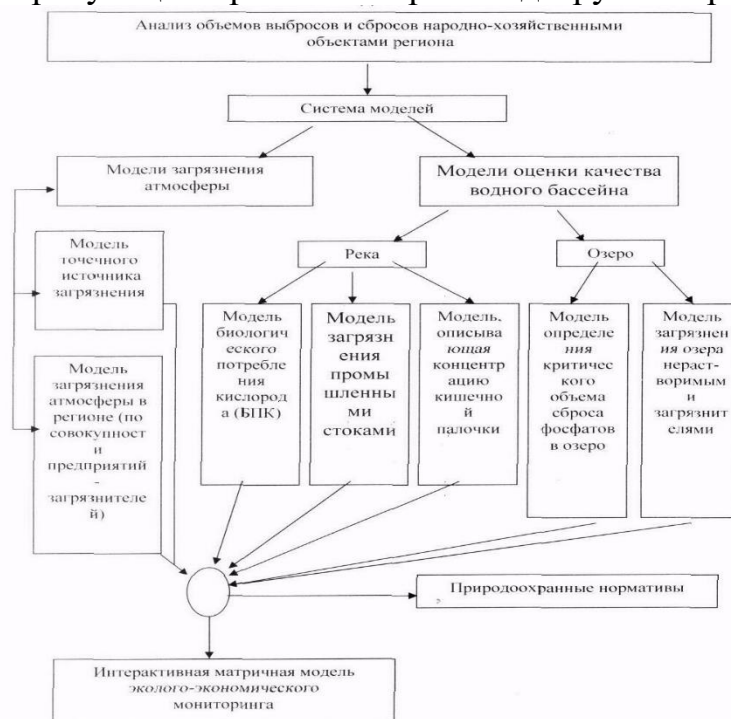 Анализ объемов выбросов и сбросов народно-хозяйственными
объектами региона
Система моделей
Модели загрязнения
атмосферы
Модели оценки качества
водного бассейна
Модель
точечного
источника
загрязнения
Река
Озеро
Модель
загрязнения
атмосферы в
регионе (по
совокупност
и
предприятий
-
загрязнителе
й)
Модель
биологич
еского
потребле
ния
кислород
а (БПК)
Модель
загрязн
ения
промы
шленны
ми
стоками
Модель,
описыва
ющая
концентр
ацию
кишечной
палочки
Модель
определе
ния
критичес
кого
объема
сброса
фосфатов
в озеро
Модель
загрязнен
ия озера
нераст-
воримым
и
загрязнит
елями
Природоохранные нормативы
Интерактивная матричная модель
эколого-экономического
мониторинга